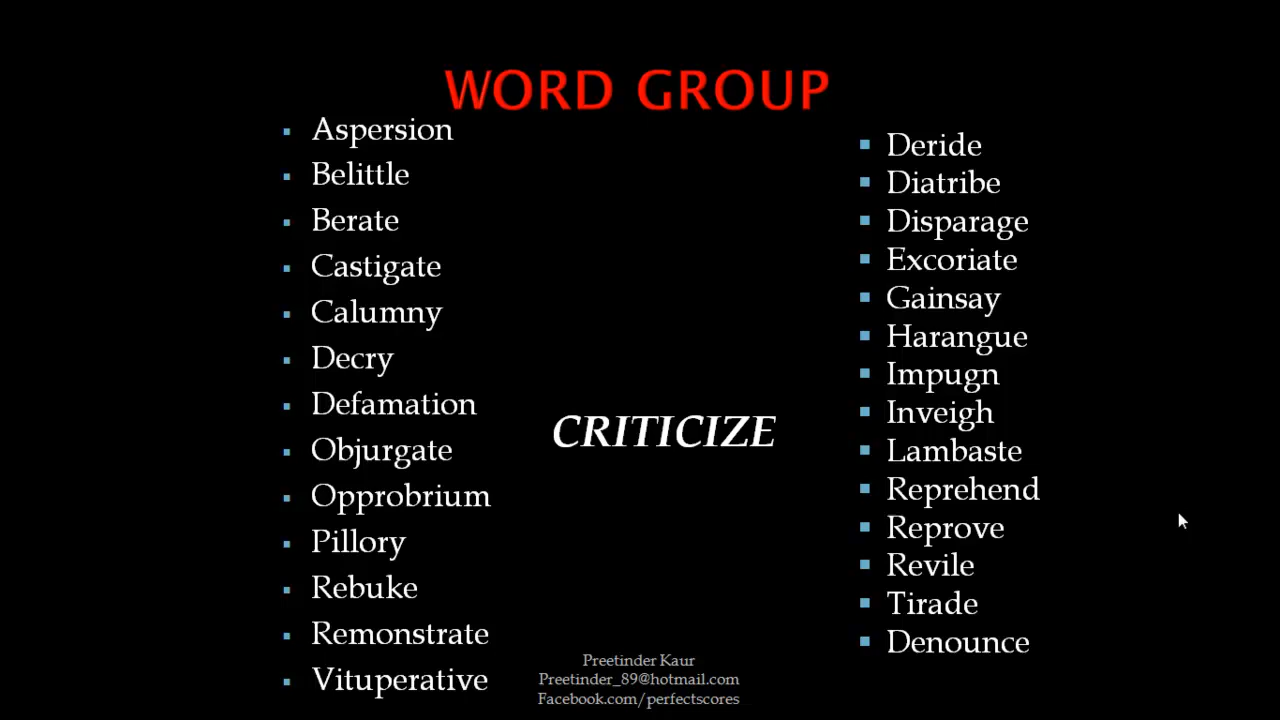 WORD GROUP
Aspersion
Belittle
Berate
Castigate
Calumny
Decry
Defamation
Objurgate
Opprobrium
Pillory
Rebuke
Remonstrate
Vituperative
CRITICIZE
Deride
Diatribe
Disparage
Excoriate
Gainsay
Harangue
Impugn
Inveigh
Lambaste
Reprehend
Reprove
Revile
Tirade
Denounce
Preetinder Kaur
Preetinder_89@hotmail.com
Facebook.com/perfectscores